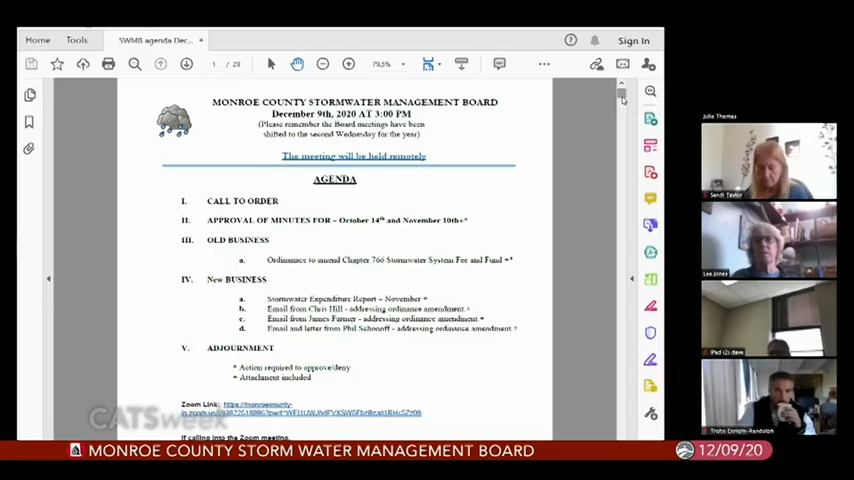 Home Tools SWMB agenda Dec... × Sign In
1 / 29 79.5%
MONROE COUNTY STORMWATER MANAGEMENT BOARD
December 9th, 2020 AT 3:00 PM
(Please remember the Board meetings have been
shifted to the second Wednesday for the year)
The meeting will be held remotely
AGENDA
I. CALL TO ORDER
II. APPROVAL OF MINUTES FOR – October 14th and November 10th+*
III. OLD BUSINESS
a. Ordinance to amend Chapter 766 Stormwater System Fee and Fund +*
IV. New BUSINESS
a. Stormwater Expenditure Report – November +
b. Email from Chris Hill - addressing ordinance amendment.+
c. Email from James Farmer - addressing ordinance amendment.+
d. Email and letter from Phil Schonoff - addressing ordinance amendment.+
V. ADJOURNMENT
* Action required to approve/deny
+ Attachment included
Zoom Link: https://monroecounty-
If calling into the Zoom meeting,
Julie Thomas
Sandi Taylor
Lee Jones
iPad (2) dave
Trohn Enright-Randolph
CATSweek
MONROE COUNTY STORM WATER MANAGEMENT BOARD 12/09/20